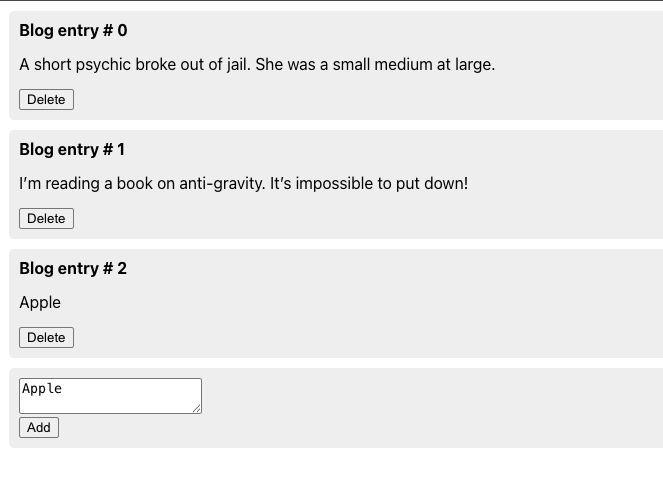 Blog entry # 0
A short psychic broke out of jail. She was a small medium at large.
Delete
Blog entry # 1
I’m reading a book on anti-gravity. It’s impossible to put down!
Delete
Blog entry # 2
Apple
Delete
Apple
Add